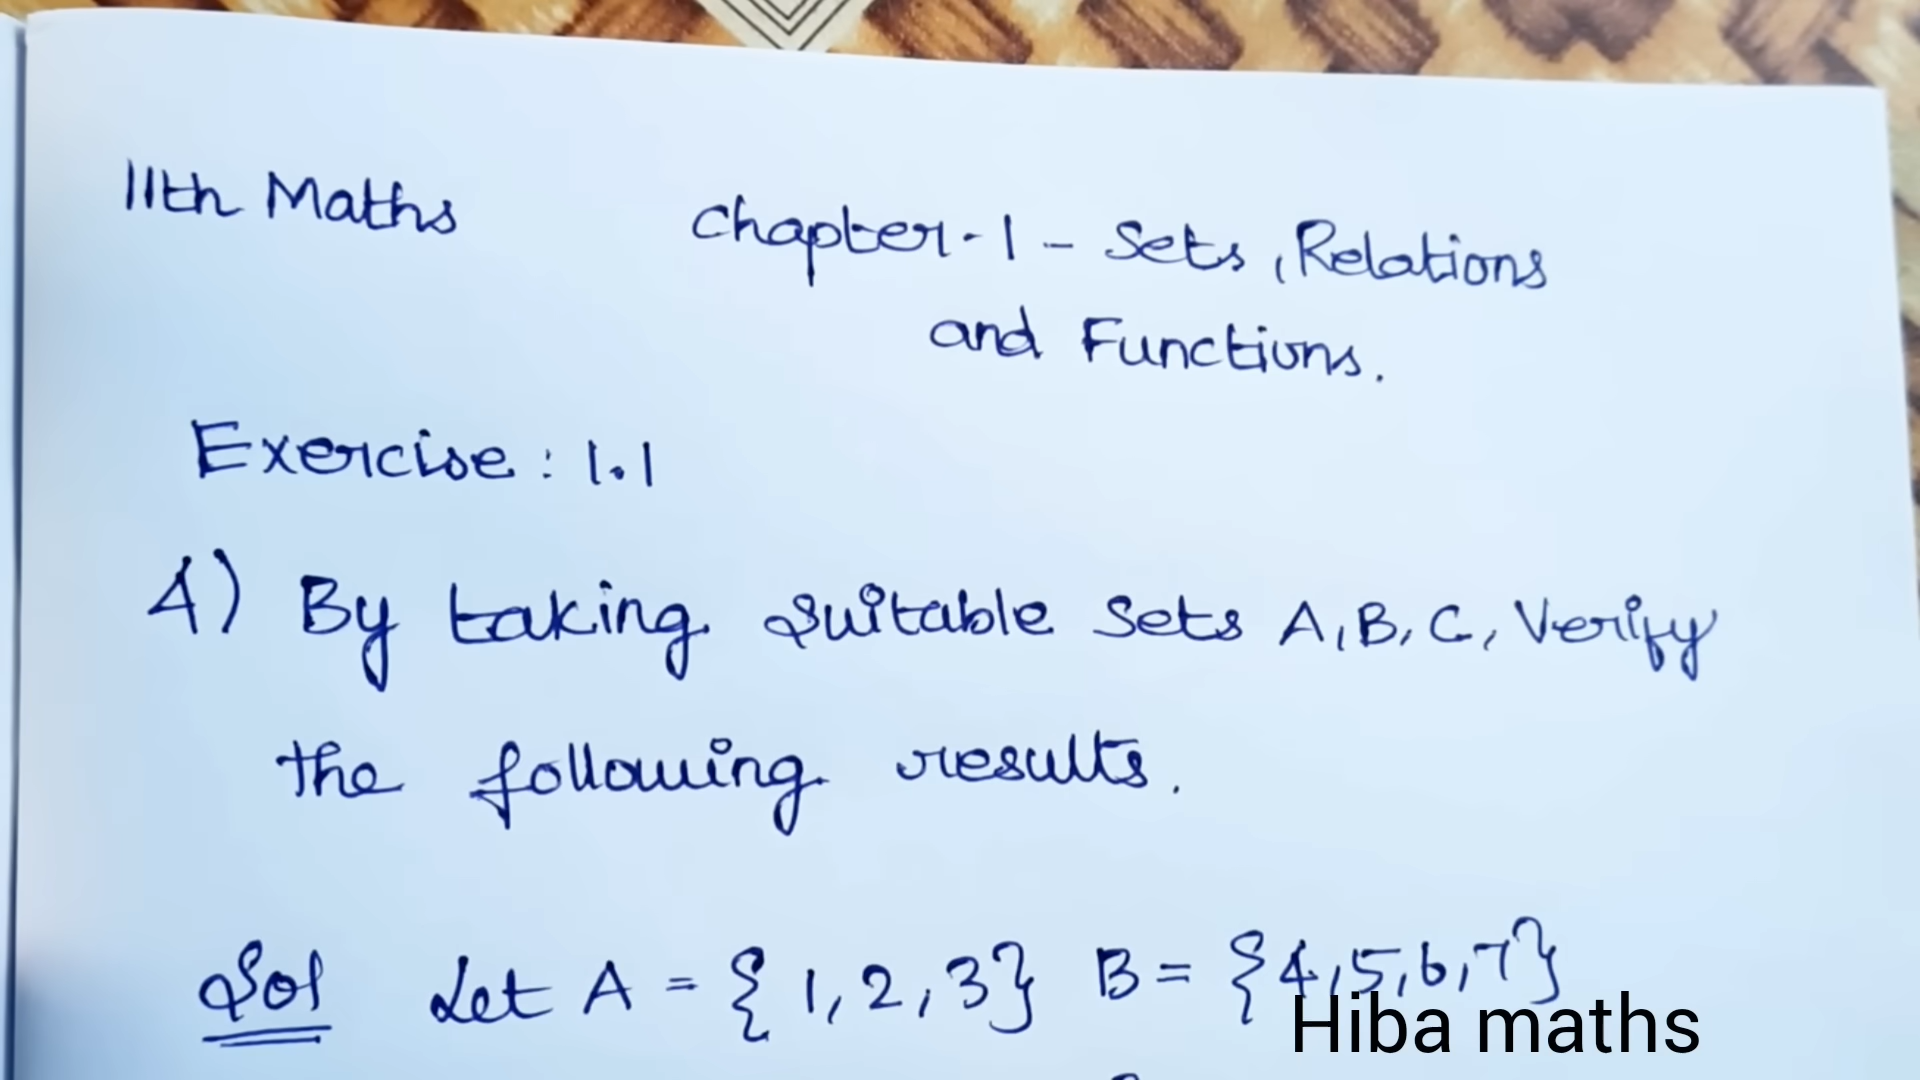 11th Maths
Chapter-1 - Sets, Relations
and Functions.
Exercise : 1.1
4) By taking suitable sets A, B, C, Verify
the following results.
Sol Let A = {1, 2, 3} B = {4, 5, 6, 7}
Hiba maths